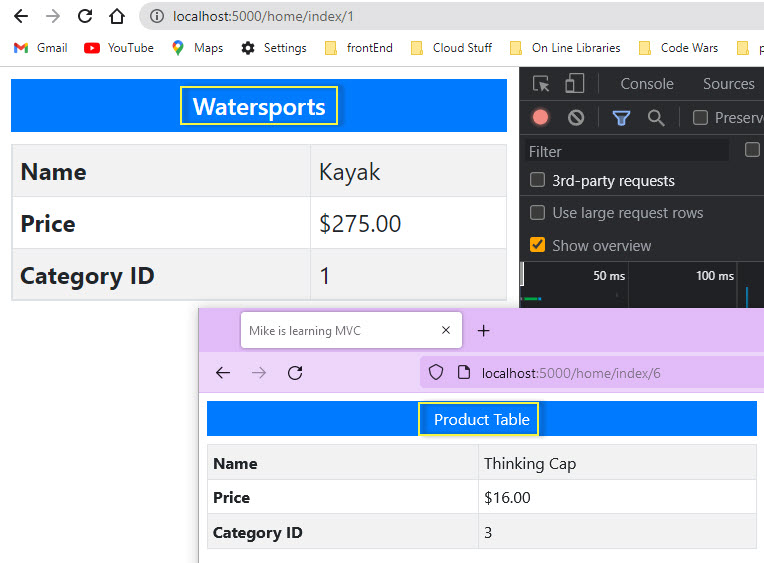 localhost:5000/home/index/1
Gmail YouTube Maps Settings frontEnd Cloud Stuff On Line Libraries Code Wars
Watersports
Name Kayak
Price $275.00
Category ID 1
Console Sources
Preserv
Filter
3rd-party requests
Use large request rows
Show overview
50 ms 100 ms
Mike is learning MVC
localhost:5000/home/index/6
Product Table
Name Thinking Cap
Price $16.00
Category ID 3